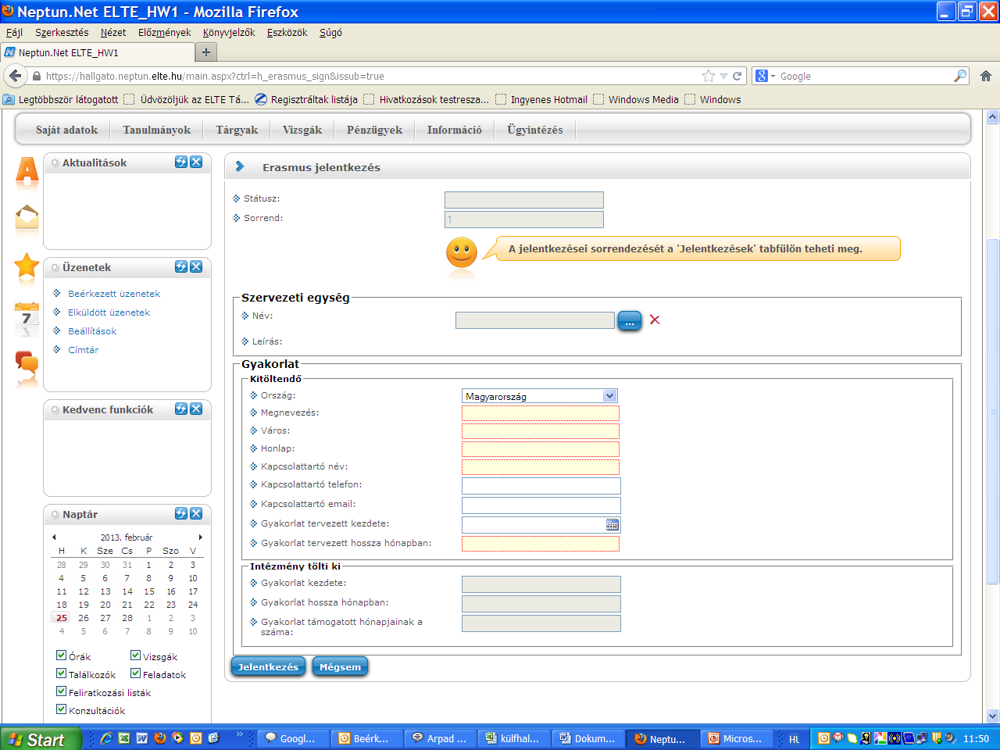 Neptun.Net ELTE_HW1 - Mozilla Firefox
Fájl Szerkesztés Nézet Előzmények Könyvjelzők Eszközök Súgó
Neptun.Net ELTE_HW1
https://hallgato.neptun.elte.hu/main.aspx?ctrl=h_erasmus_sign&issub=true
Google
Legtöbbször látogatott Üdvözöljük az ELTE Tá... Regisztráltak listája Hivatkozások testresza... Ingyenes Hotmail Windows Media Windows
Saját adatok Tanulmányok Tárgyak Vizsgák Pénzügyek Információ Ügyintézés
Aktualitások
Üzenetek
Beérkezett üzenetek
Elküldött üzenetek
Beállítások
Címtár
7
Kedvenc funkciók
Naptár
2013. február
H K Sze Cs P Szo V
28 29 30 31 1 2 3
4 5 6 7 8 9 10
11 12 13 14 15 16 17
18 19 20 21 22 23 24
25 26 27 28 1 2 3
4 5 6 7 8 9 10
Órák Vizsgák
Találkozók Feladatok
Feliratkozási listák
Konzultációk
Erasmus jelentkezés
Státusz:
Sorrend: 1
A jelentkezései sorrendezését a 'Jelentkezések' tabfülön teheti meg.
Szervezeti egység
Név: ...
Leírás:
Gyakorlat
Kitöltendő
Ország: Magyarország
Megnevezés:
Város:
Honlap:
Kapcsolattartó név:
Kapcsolattartó telefon:
Kapcsolattartó email:
Gyakorlat tervezett kezdete:
Gyakorlat tervezett hossza hónapban:
Intézmény tölti ki
Gyakorlat kezdete:
Gyakorlat hossza hónapban:
Gyakorlat támogatott hónapjainak a
száma:
Jelentkezés Mégsem
Start Googl... Beérk... Arpad ... külfhal... Dokum... Neptu... Micros... HU 11:50